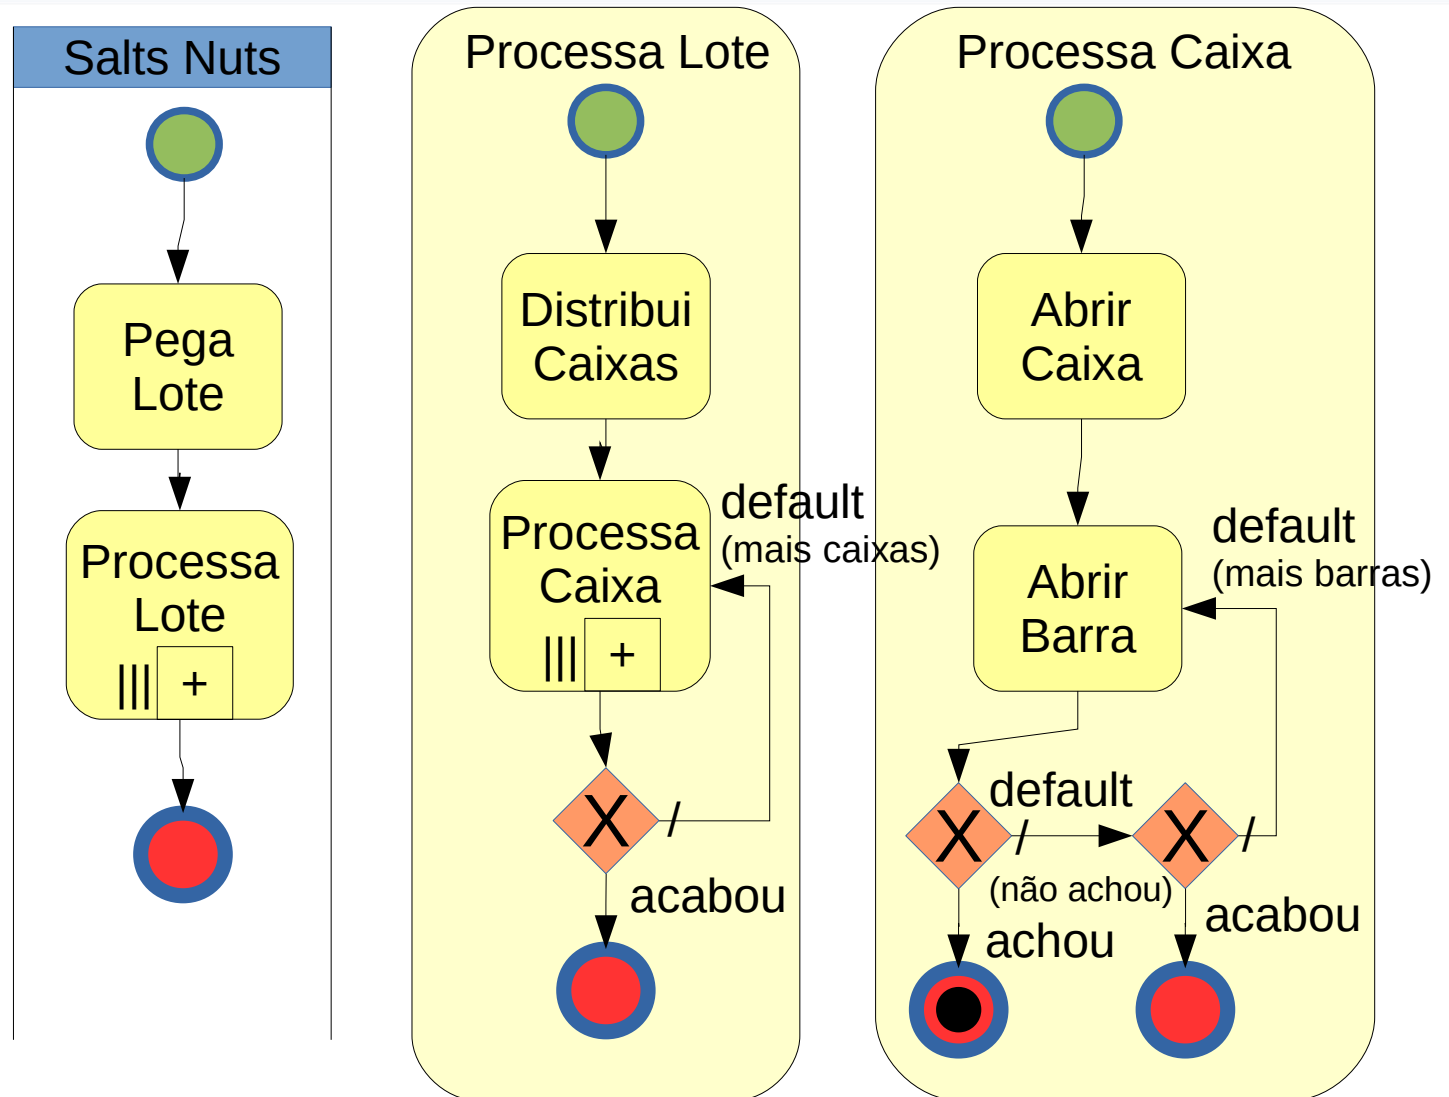 Salts Nuts
Pega
Lote
Processa
Lote
||| +
Processa Lote
Distribui
Caixas
Processa
Caixa
||| +
default
(mais caixas)
X
/
acabou
Processa Caixa
Abrir
Caixa
Abrir
Barra
default
(mais barras)
X
/
default
(não achou)
X
/
achou
acabou